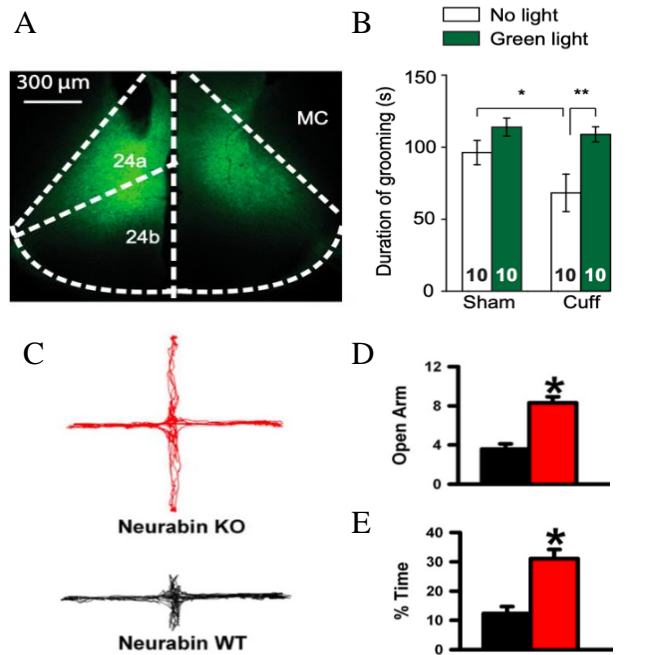 A
300 µm
MC
24a
24b
B
No light
Green light
Duration of grooming (s)
150
100
50
0
*
**
10
10
10
10
Sham
Cuff
C
Neurabin KO
Neurabin WT
D
Open Arm
12
8
4
0
*
E
% Time
40
30
20
10
0
*